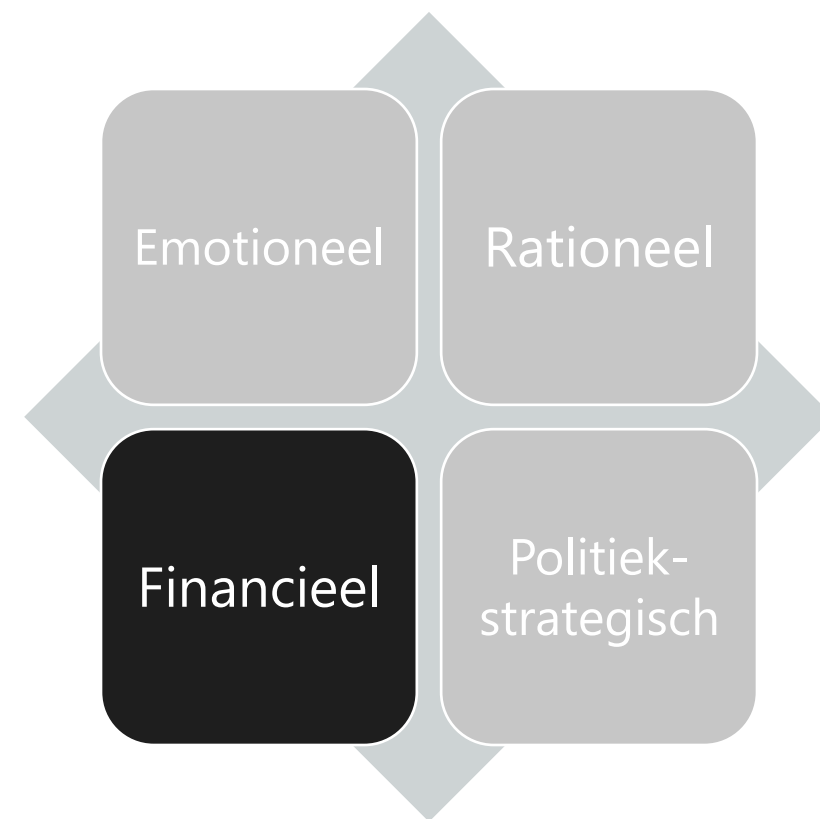 Emotioneel
Rationeel
Financieel
Politiek-
strategisch